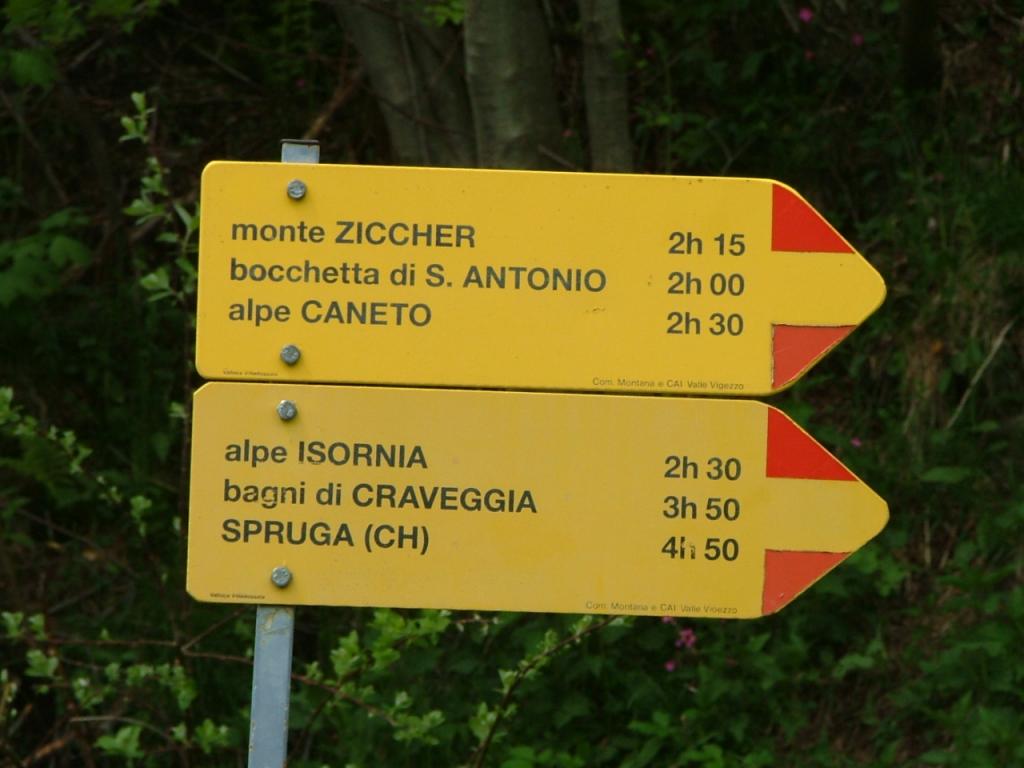 monte ZICCHER 2h 15
bocchetta di S. ANTONIO 2h 00
alpe CANETO 2h 30
Com. Montana e CAI Valle Vigezzo
alpe ISORNIA 2h 30
bagni di CRAVEGGIA 3h 50
SPRUGA (CH) 4h 50
Com. Montana e CAI Valle Vigezzo